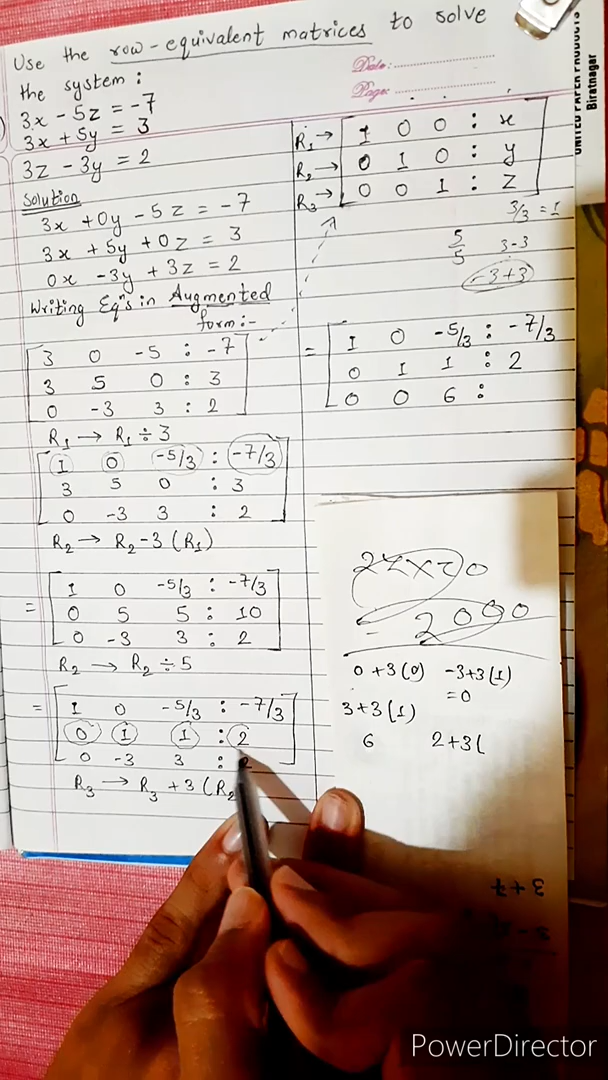 Use the row-equivalent matrices to solve
the system:
3x - 5z = -7
3x + 5y = 3
3z - 3y = 2
Solution
3x + 0y - 5z = -7
3x + 5y + 0z = 3
0x - 3y + 3z = 2
Writing Eqns in Augmented
form:-
3 0 -5 : -7
3 5 0 : 3
0 -3 3 : 2
R1 → R1 ÷ 3
1 0 -5/3 : -7/3
3 5 0 : 3
0 -3 3 : 2
R2 → R2 - 3 (R1)
= 1 0 -5/3 : -7/3
0 5 5 : 10
0 -3 3 : 2
R2 → R2 ÷ 5
= 1 0 -5/3 : -7/3
0 1 1 : 2
0 -3 3 : 2
R3 → R3 + 3 (R2
Date:
Page:
UNITED PAPER PRODUCTS
Biratnagar
R1 → 1 0 0 : x
R2 → 0 1 0 : y
R3 → 0 0 1 : z
3/3 = 1
5/5 3-3
-3+3
= 1 0 -5/3 : -7/3
0 1 1 : 2
0 0 6 :
- 2000
0 + 3(0) -3+3(1)
= 0
3+3(1)
6 2+3(
3+7
PowerDirector